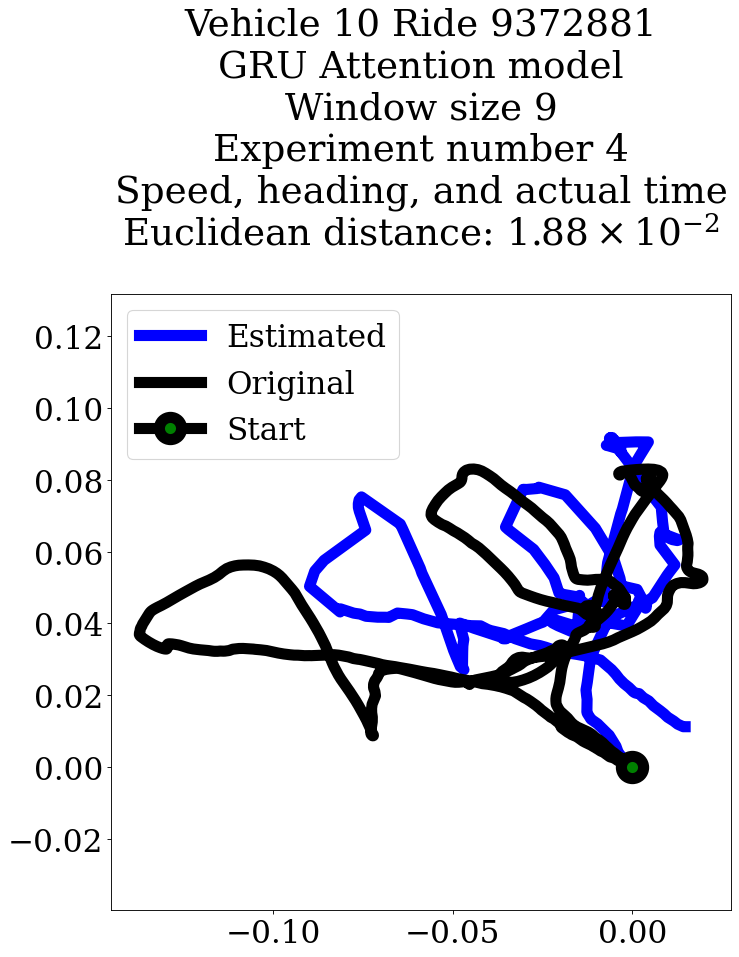 Vehicle 10 Ride 9372881
GRU Attention model
Window size 9
Experiment number 4
Speed, heading, and actual time
Euclidean distance: 1.88 × 10⁻²
Estimated
Original
Start
0.12
0.10
0.08
0.06
0.04
0.02
0.00
−0.02
−0.10
−0.05
0.00